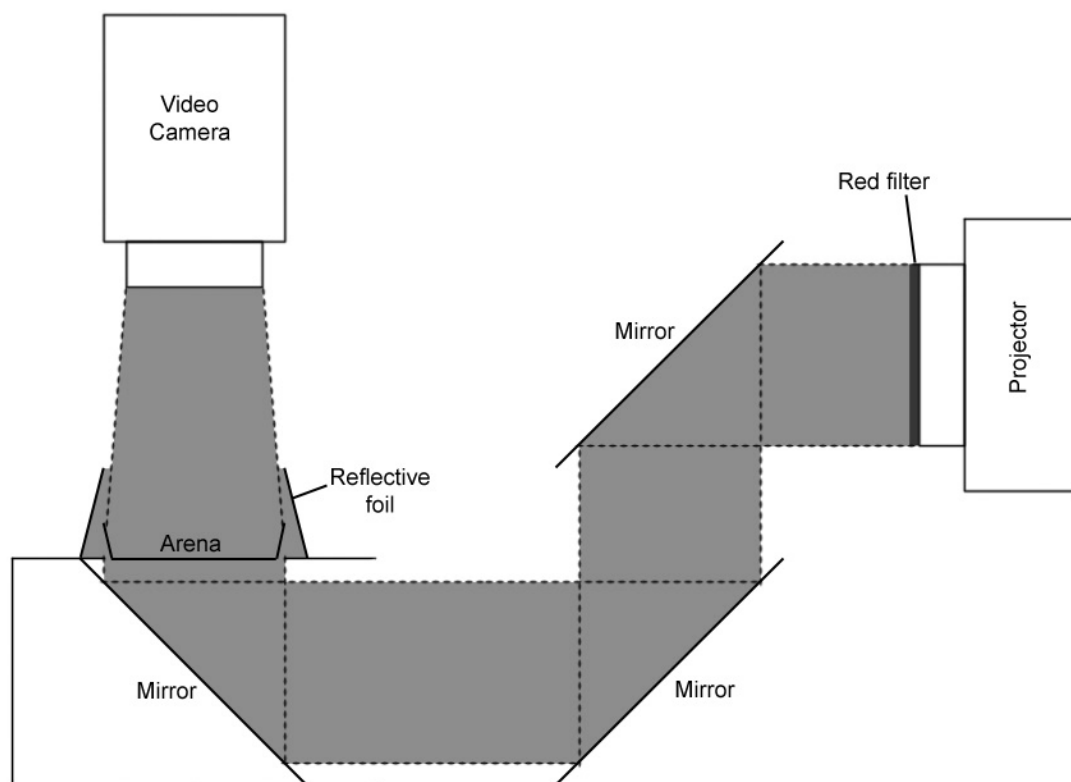 Video
Camera
Red filter
Mirror
Projector
Reflective
foil
Arena
Mirror
Mirror